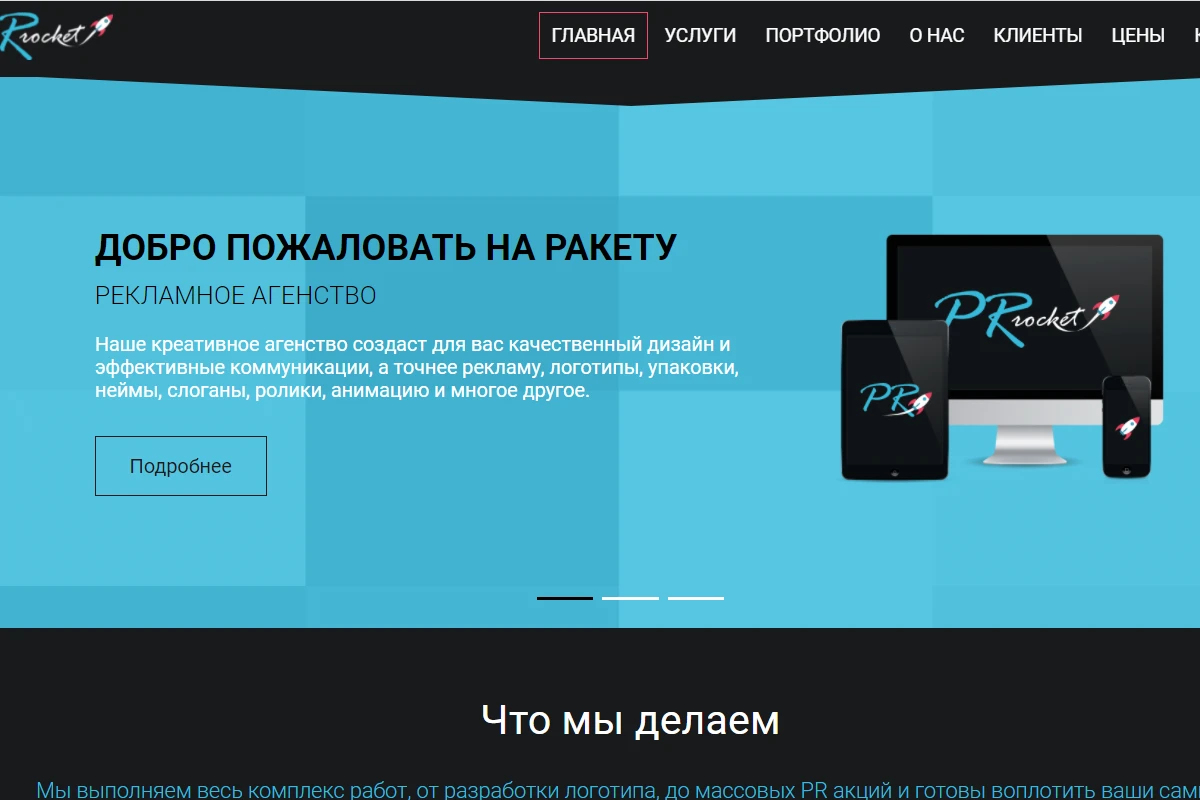 Rrocket
ГЛАВНАЯ УСЛУГИ ПОРТФОЛИО О НАС КЛИЕНТЫ ЦЕНЫ
ДОБРО ПОЖАЛОВАТЬ НА РАКЕТУ
РЕКЛАМНОЕ АГЕНСТВО
Наше креативное агенство создаст для вас качественный дизайн и
эффективные коммуникации, а точнее рекламу, логотипы, упаковки,
неймы, слоганы, ролики, анимацию и многое другое.
Подробнее
PRrocket
PR
Что мы делаем
Мы выполняем весь комплекс работ, от разработки логотипа, до массовых PR акций и готовы воплотить ваши